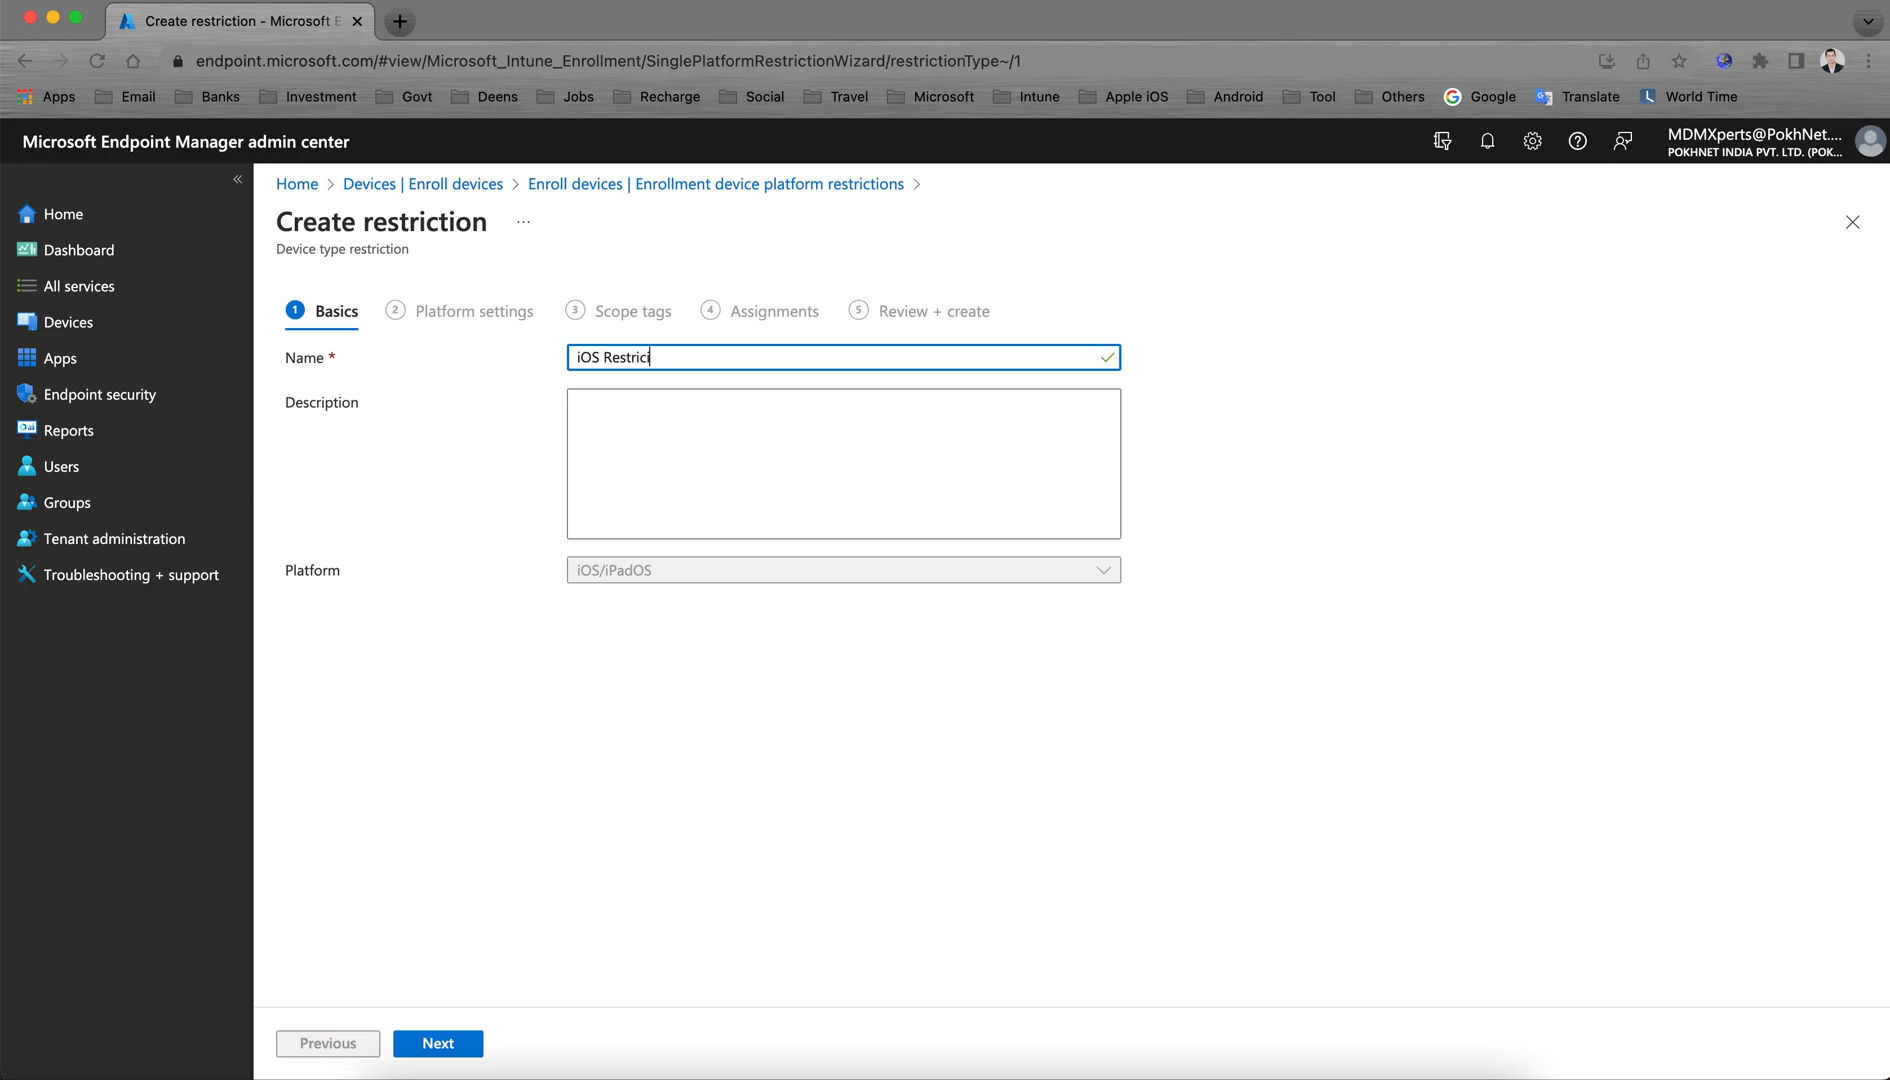 Create restriction - Microsoft E
endpoint.microsoft.com/#view/Microsoft_Intune_Enrollment/SinglePlatformRestrictionWizard/restrictionType~/1
Apps Email Banks Investment Govt Deens Jobs Recharge Social Travel Microsoft Intune Apple iOS Android Tool Others Google Translate World Time
Microsoft Endpoint Manager admin center
MDMXperts@PokhNet....
POKHNET INDIA PVT. LTD. (POK...
Home
Dashboard
All services
Devices
Apps
Endpoint security
Reports
Users
Groups
Tenant administration
Troubleshooting + support
Home > Devices | Enroll devices > Enroll devices | Enrollment device platform restrictions >
Create restriction ...
Device type restriction
1 Basics 2 Platform settings 3 Scope tags 4 Assignments 5 Review + create
Name * iOS Restrici
Description
Platform iOS/iPadOS
Previous Next